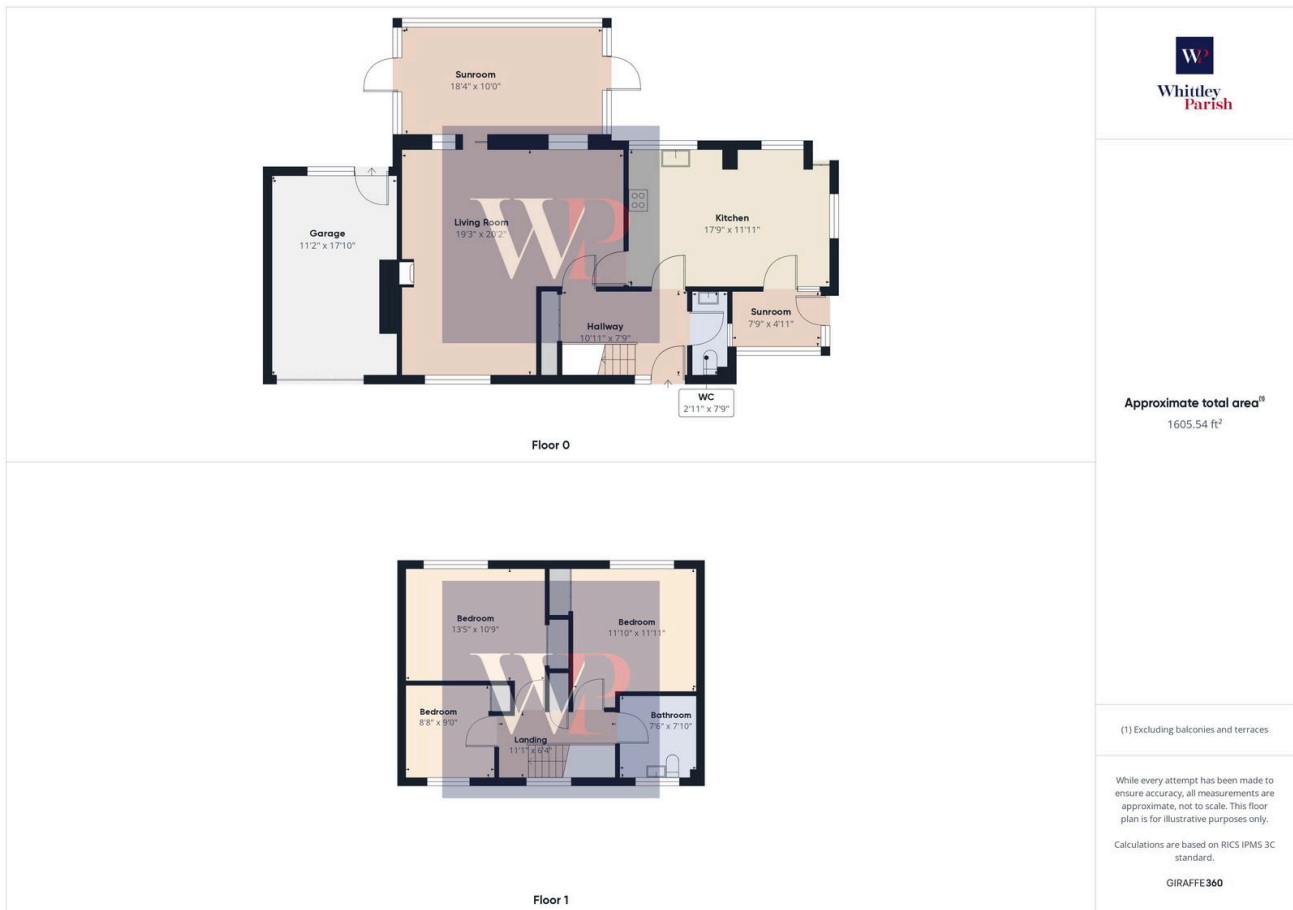 Sunroom
18'4" x 10'0"
Garage
11'2" x 17'10"
Living Room
19'3" x 20'2"
Kitchen
17'9" x 11'11"
Hallway
10'11" x 7'9"
Sunroom
7'9" x 4'11"
WC
2'11" x 7'9"
WP
Floor 0
Bedroom
13'5" x 10'9"
Bedroom
11'10" x 11'11"
Bedroom
8'8" x 9'0"
Landing
11'1" x 6'4"
Bathroom
7'6" x 7'10"
WP
Floor 1
WP
Whittley
Parish
Approximate total area(1)
1605.54 ft²
(1) Excluding balconies and terraces
While every attempt has been made to
ensure accuracy, all measurements are
approximate, not to scale. This floor
plan is for illustrative purposes only.
Calculations are based on RICS IPMS 3C
standard.
GIRAFFE360